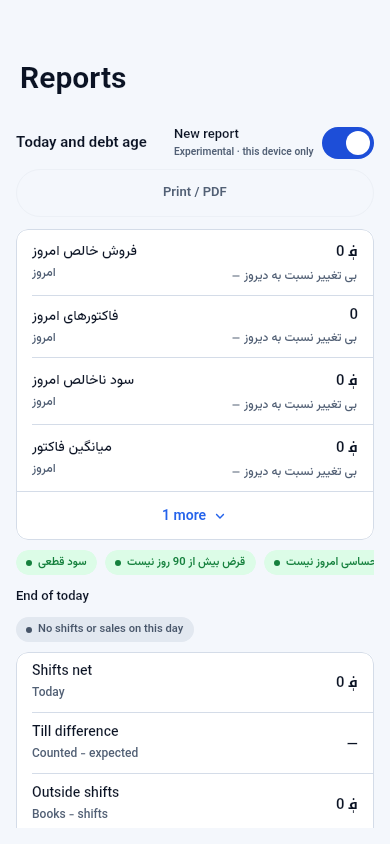 Reports
Today and debt age
New report
Experimental · this device only
Print / PDF
فروش خالص امروز
0 ؋
امروز
بی تغییر نسبت به دیروز —
فاکتورهای امروز
0
امروز
بی تغییر نسبت به دیروز —
سود ناخالص امروز
0 ؋
امروز
بی تغییر نسبت به دیروز —
میانگین فاکتور
0 ؋
امروز
بی تغییر نسبت به دیروز —
1 more
سود قطعی
قرض بیش از 90 روز نیست
حساسی امروز نیست
End of today
No shifts or sales on this day
Shifts net
0 ؋
Today
Till difference
—
Counted - expected
Outside shifts
0 ؋
Books - shifts